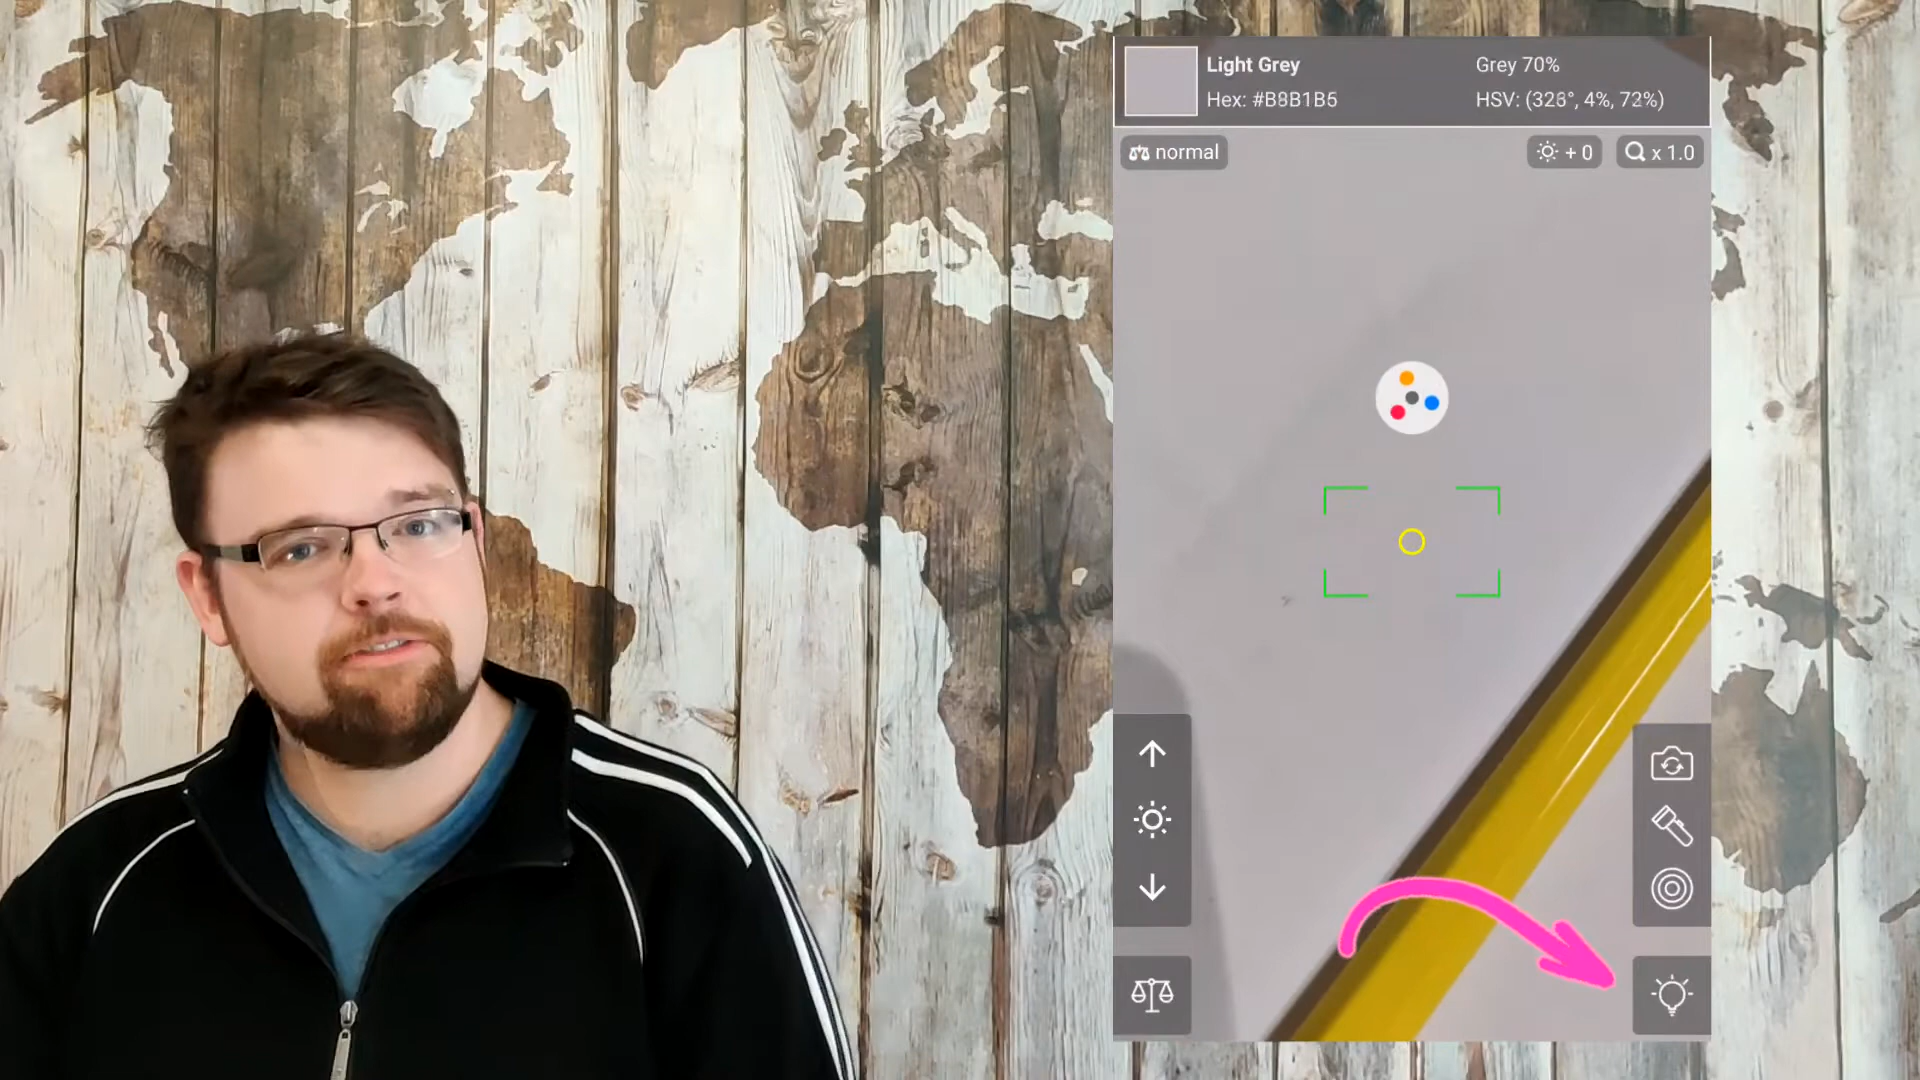 Light Grey
Grey 70%
Hex: #B8B1B5
HSV: (326°, 4%, 72%)
normal
+ 0
x 1.0